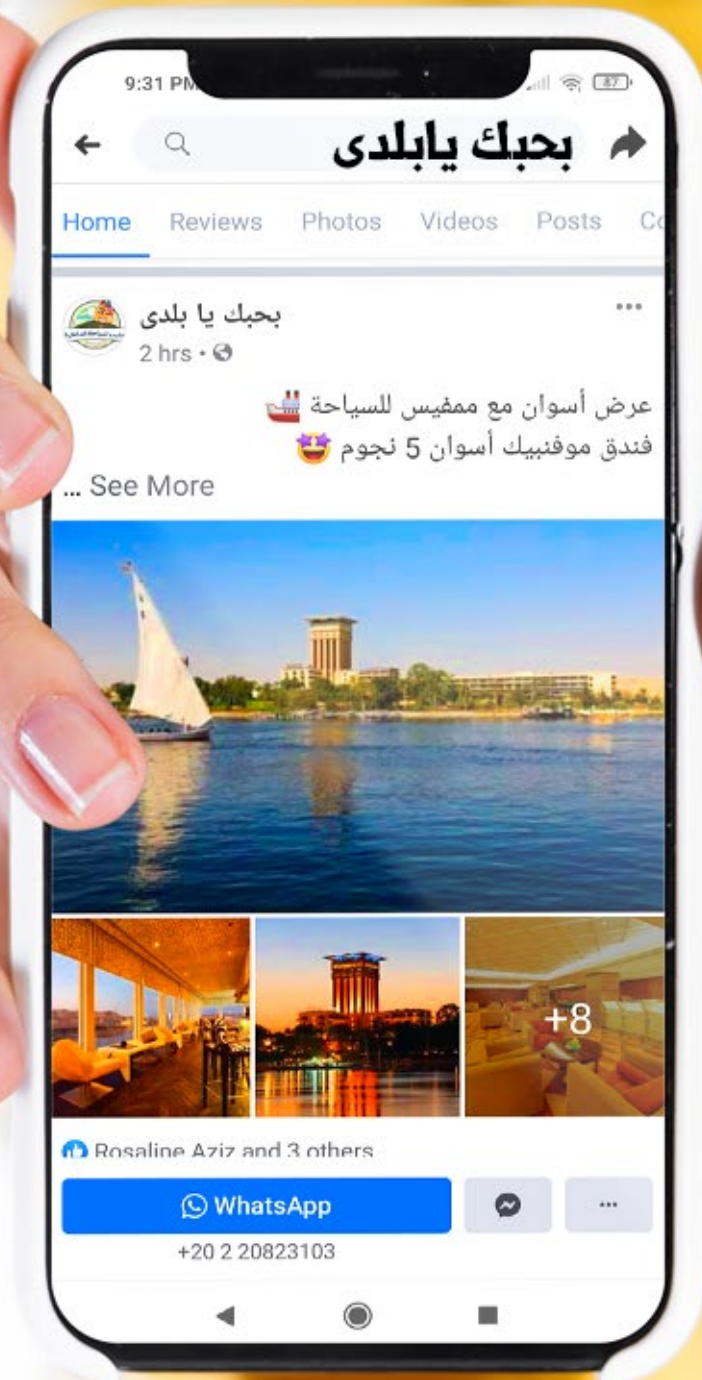 9:31 PM
87
بحبك يابلدى
Home Reviews Photos Videos Posts
بحبك يا بلدى
2 hrs
عرض أسوان مع ممفيس للسياحة
فندق موفنبيك أسوان 5 نجوم
... See More
+8
Rosaline Aziz and 3 others
WhatsApp
+20 2 20823103